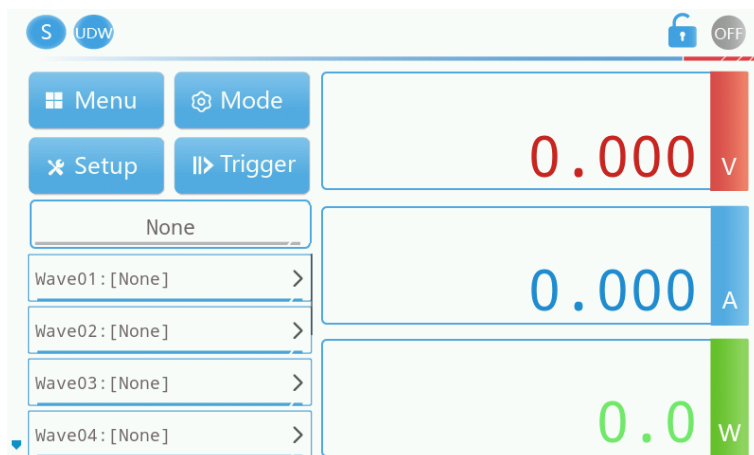 S UDW OFF
Menu Mode
Setup Trigger
None
Wave01:[None]
Wave02:[None]
Wave03:[None]
Wave04:[None]
0.000 V
0.000 A
0.0 W